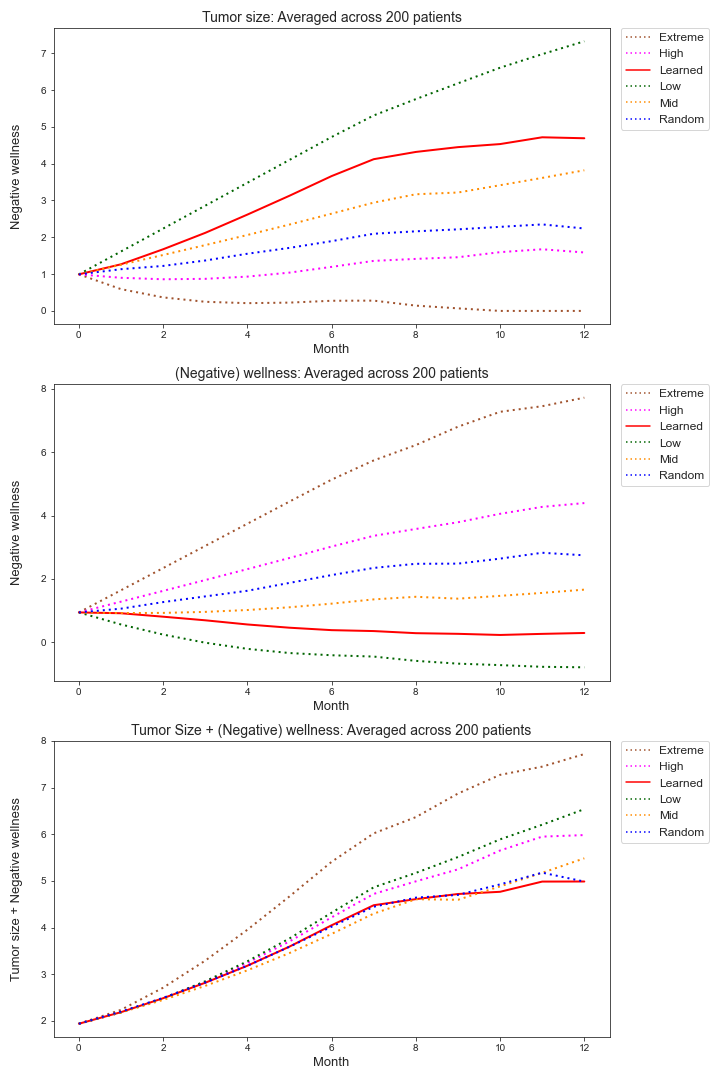 Tumor size: Averaged across 200 patients
Negative wellness
7
6
5
4
3
2
1
0
0 2 4 6 8 10 12
Month
Extreme
High
Learned
Low
Mid
Random
(Negative) wellness: Averaged across 200 patients
Negative wellness
8
6
4
2
0
0 2 4 6 8 10 12
Month
Extreme
High
Learned
Low
Mid
Random
Tumor Size + (Negative) wellness: Averaged across 200 patients
Tumor size + Negative wellness
8
7
6
5
4
3
2
0 2 4 6 8 10 12
Month
Extreme
High
Learned
Low
Mid
Random